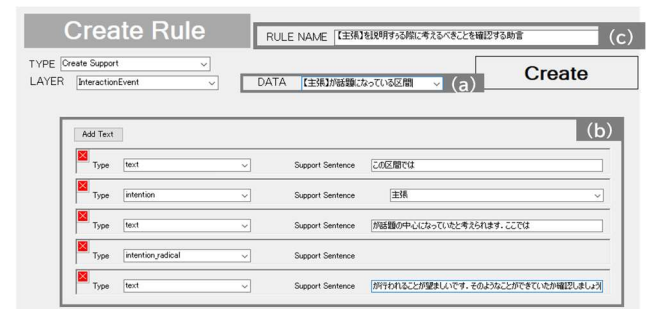 Create Rule
RULE NAME 【主張】を説明する際に考えるべきことを確認する助言 (c)
TYPE Create Support
LAYER InteractionEvent DATA 【主張】が話題になっている区間 (a) Create
Add Text (b)
Type text Support Sentence この区間では
Type intention Support Sentence 主張
Type text Support Sentence が話題の中心になっていたと考えられます．ここでは
Type intention_radical Support Sentence
Type text Support Sentence が行われることが望ましいです．そのようなことができていたか確認しましょう